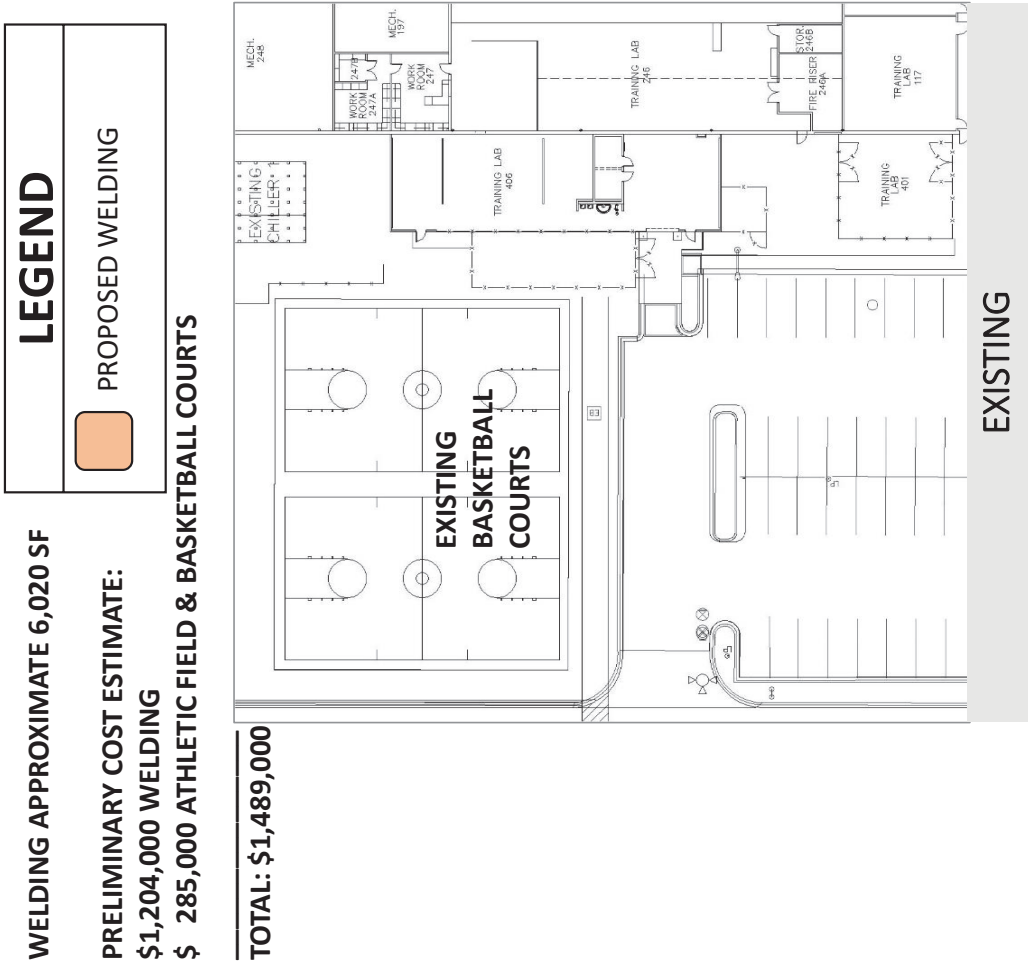 WELDING APPROXIMATE 6,020 SF
PRELIMINARY COST ESTIMATE:
$1,204,000 WELDING
$ 285,000 ATHLETIC FIELD & BASKETBALL COURTS
TOTAL: $1,489,000
LEGEND
PROPOSED WELDING
EXISTING
BASKETBALL
COURTS
EXISTING
CHILLER 1
MECH.
248
247B
WORK
ROOM
247A
MECH.
197
WORK
ROOM
247
TRAINING LAB
406
TRAINING LAB
246
STOR.
246B
FIRE RISER
246A
TRAINING
LAB
401
TRAINING
LAB
117
EXISTING